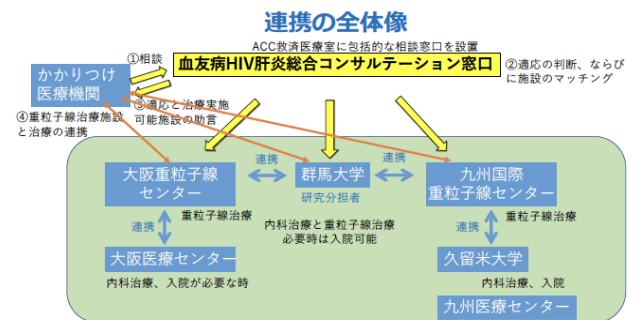 連携の全体像
ACC救済医療室に包括的な相談窓口を設置
①相談
血友病HIV肝炎総合コンサルテーション窓口
②適応の判断、ならび
に施設のマッチング
かかりつけ
医療機関
③適応と治療実施
可能施設の助言
④重粒子線治療施設
と治療の連携
大阪重粒子線
センター
連携
群馬大学
連携
九州国際
重粒子線センター
研究分担者
重粒子線治療
重粒子線治療
内科治療と重粒子線治療
必要時は入院可能
連携
連携
大阪医療センター
久留米大学
内科治療、入院が必要な時
内科治療、入院
九州医療センター